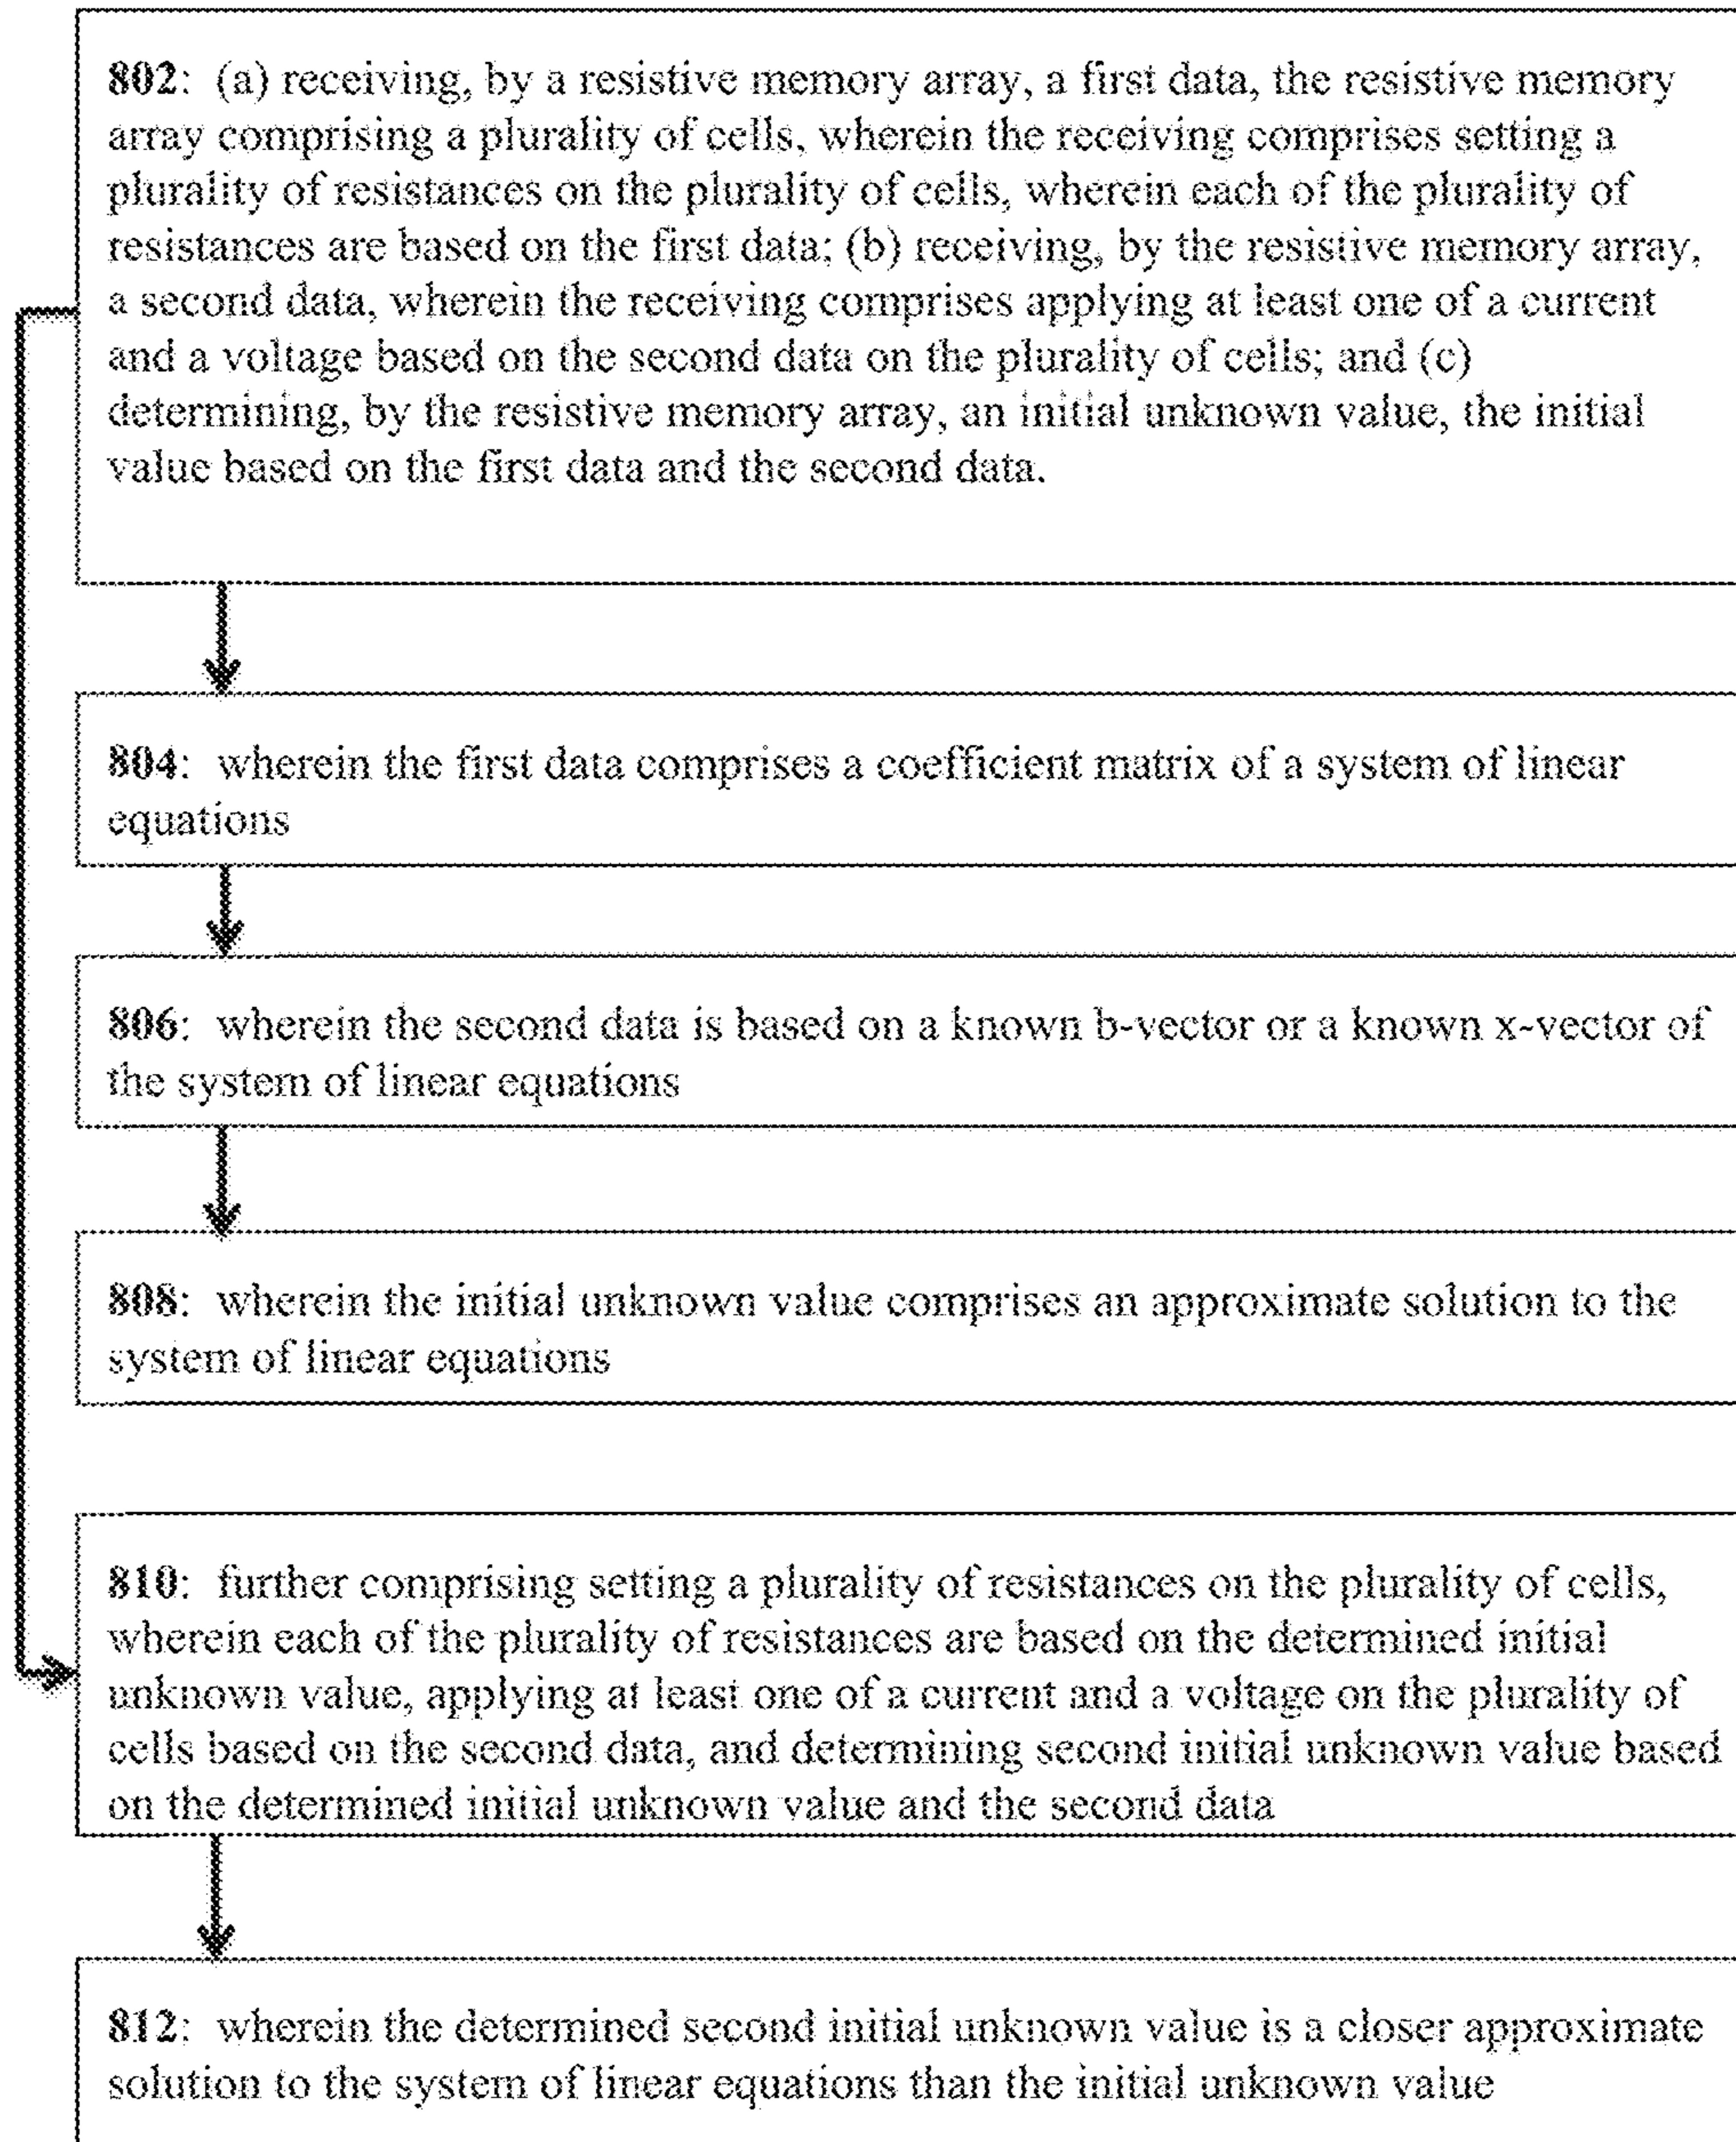 802: (a) receiving, by a resistive memory array, a first data, the resistive memory
array comprising a plurality of cells, wherein the receiving comprises setting a
plurality of resistances on the plurality of cells, wherein each of the plurality of
resistances are based on the first data; (b) receiving, by the resistive memory array,
a second data, wherein the receiving comprises applying at least one of a current
and a voltage based on the second data on the plurality of cells; and (c)
determining, by the resistive memory array, an initial unknown value, the initial
value based on the first data and the second data.
804: wherein the first data comprises a coefficient matrix of a system of linear
equations
806: wherein the second data is based on a known b-vector or a known x-vector of
the system of linear equations
808: wherein the initial unknown value comprises an approximate solution to the
system of linear equations
810: further comprising setting a plurality of resistances on the plurality of cells,
wherein each of the plurality of resistances are based on the determined initial
unknown value, applying at least one of a current and a voltage on the plurality of
cells based on the second data, and determining second initial unknown value based
on the determined initial unknown value and the second data
812: wherein the determined second initial unknown value is a closer approximate
solution to the system of linear equations than the initial unknown value